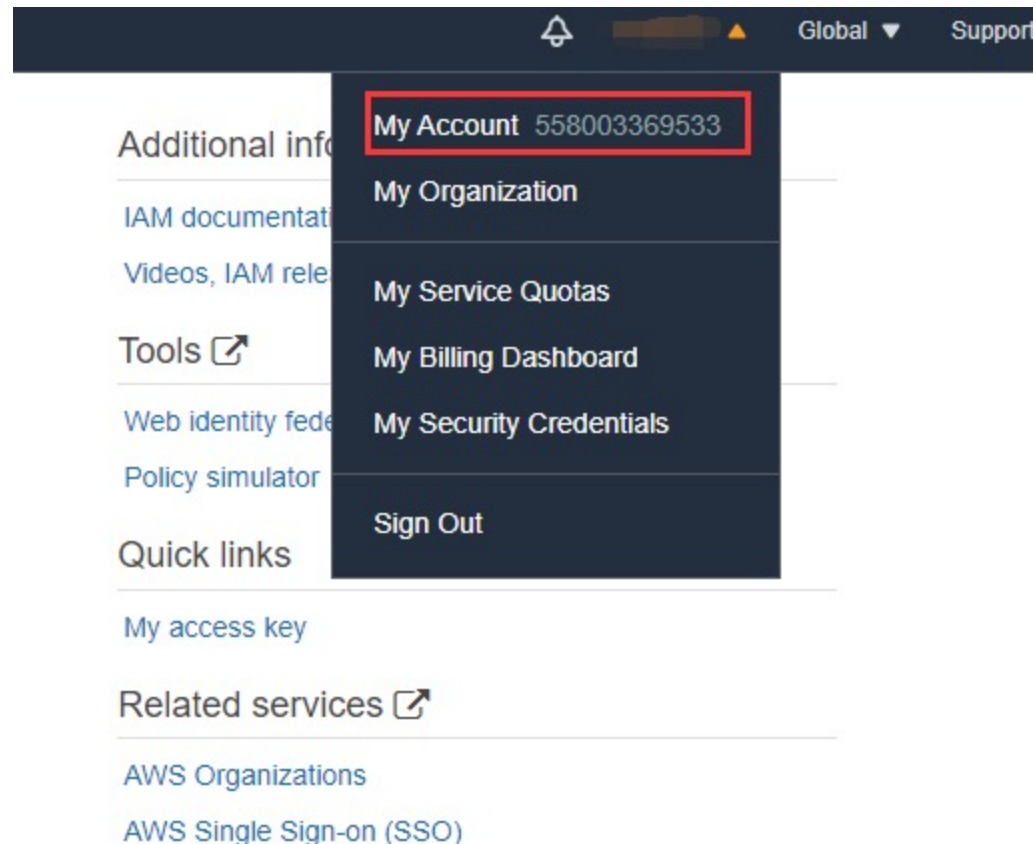 Global ▼ Support
My Account 558003369533
My Organization
My Service Quotas
My Billing Dashboard
My Security Credentials
Sign Out
Additional info
IAM documentati
Videos, IAM rele
Tools
Web identity fede
Policy simulator
Quick links
My access key
Related services
AWS Organizations
AWS Single Sign-on (SSO)